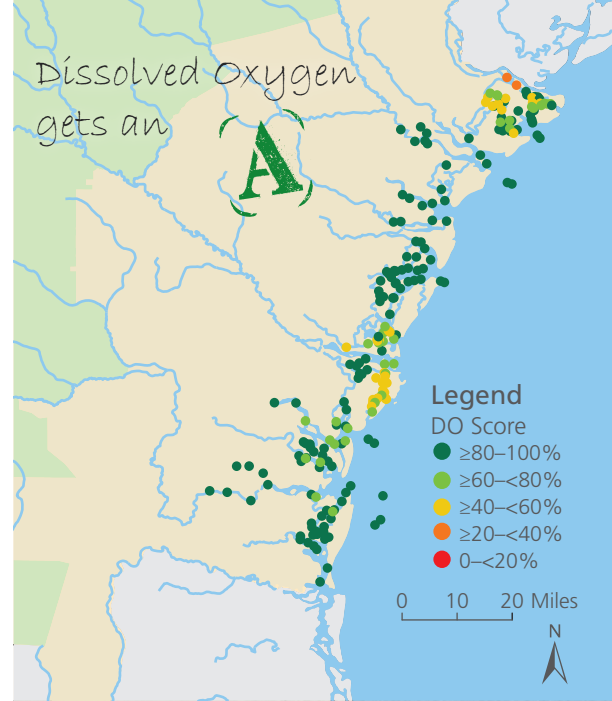 Dissolved Oxygen
gets an
A
Legend
DO Score
≥80–100%
≥60–<80%
≥40–<60%
≥20–<40%
0–<20%
0 10 20 Miles
N